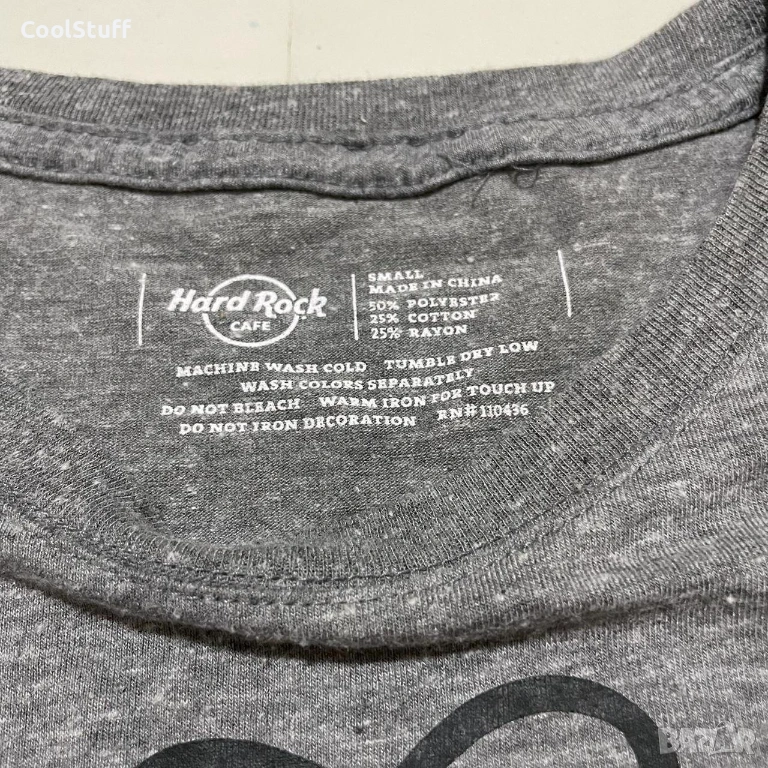 CoolStuff
Hard Rock
CAFE
SMALL
MADE IN CHINA
50% POLYESTER
25% COTTON
25% RAYON
MACHINE WASH COLD TUMBLE DRY LOW
WASH COLORS SEPARATELY
DO NOT BLEACH WARM IRON FOR TOUCH UP
DO NOT IRON DECORATION RN# 110436
BAZAR